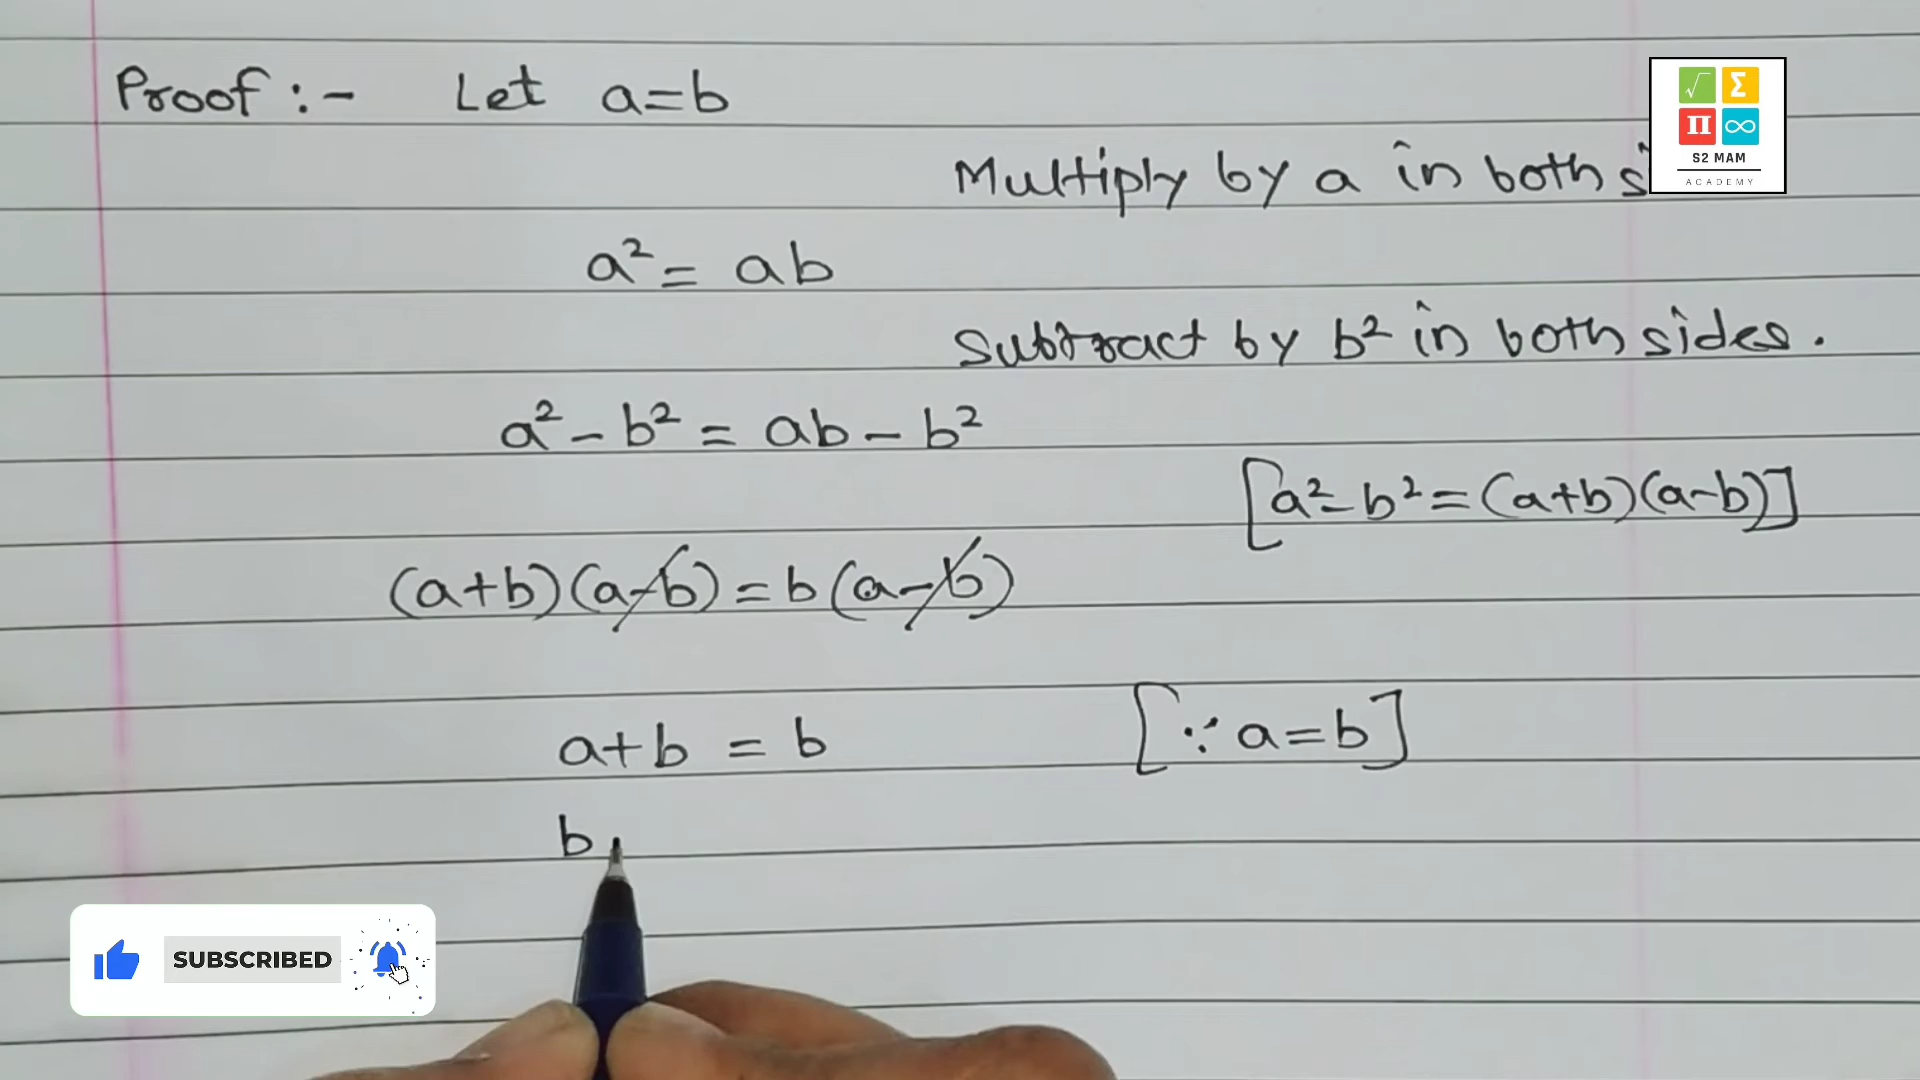 Proof :- Let a=b
Multiply by a in both
a² = ab
Subtract by b² in both sides.
a² - b² = ab - b²
[a² - b² = (a+b)(a-b)]
(a+b)(a-b) = b(a-b)
a+b = b [∵ a=b]
b
√ Σ
π ∞
S2 MAM
ACADEMY
SUBSCRIBED